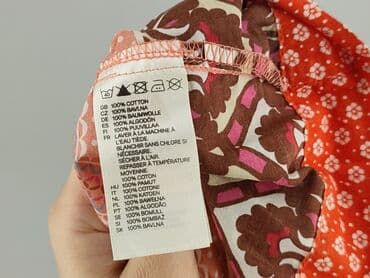 GB 100% COTTON
CZ 100% BAVLNA
DE 100% BAUMWOLLE
ES 100% ALGODÓN
FI 100% PUUVILLAA
FR LAVER À LA MACHINE À
L'EAU TIÈDE.
BLANCHIR SANS CHLORE SI
NÉCESSAIRE.
SÉCHER À L'AIR.
REPASSER À TEMPÉRATURE
MOYENNE.
100% COTON
HU 100% PAMUT
IT 100% COTONE
NL 100% KATOEN
PL 100% BAWEŁNA
PT 100% ALGODÃO
SE 100% BOMULL
SI 100% BOMBAŽ
SK 100% BAVLNA